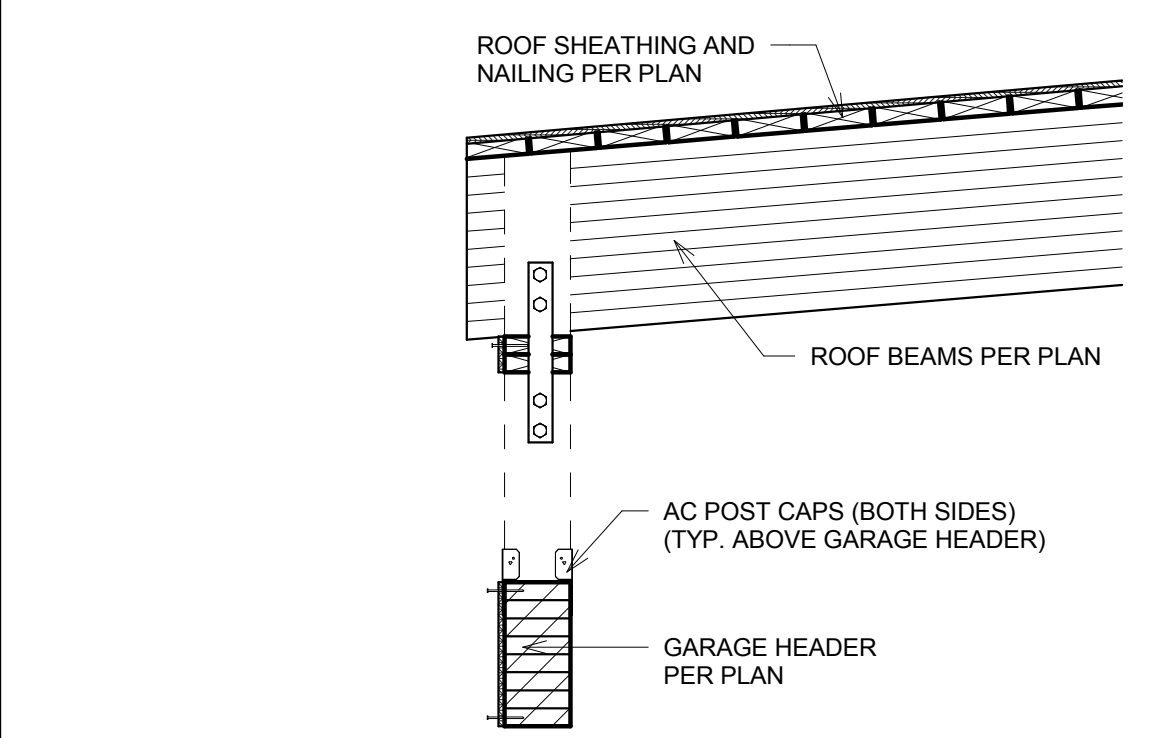 ROOF SHEATHING AND
NAILING PER PLAN
ROOF BEAMS PER PLAN
AC POST CAPS (BOTH SIDES)
(TYP. ABOVE GARAGE HEADER)
GARAGE HEADER
PER PLAN